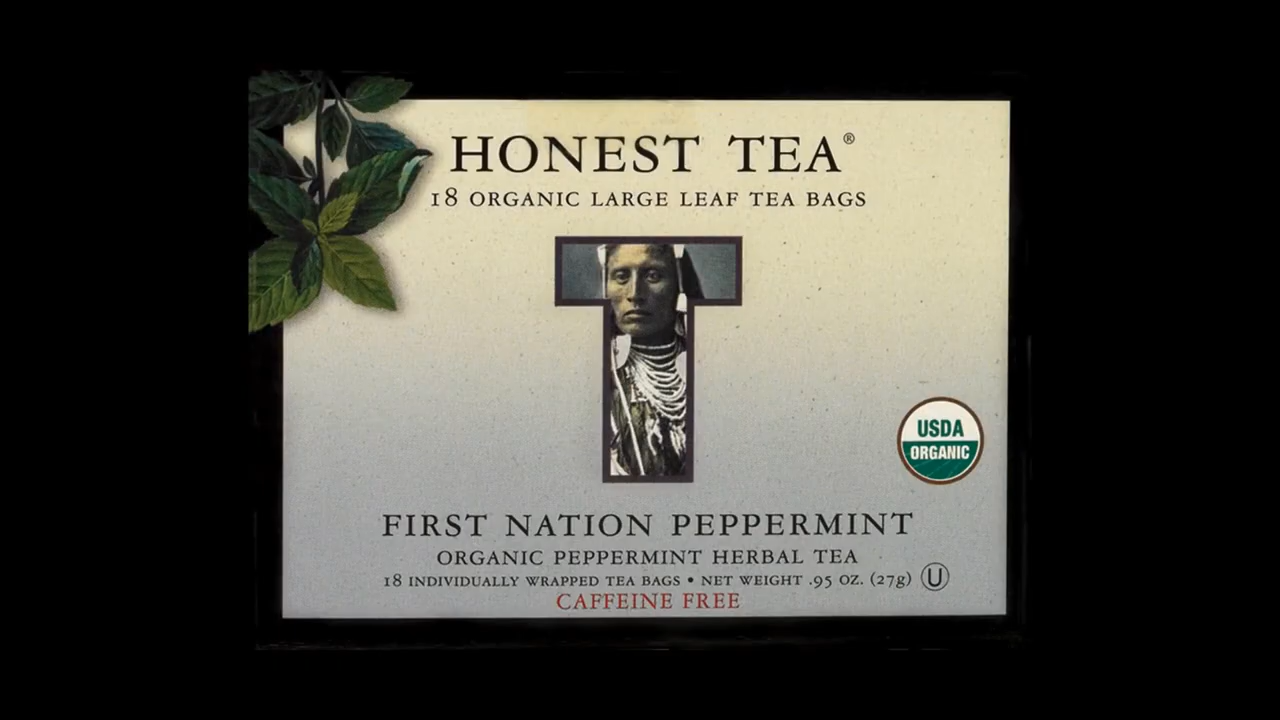 HONEST TEA®
18 ORGANIC LARGE LEAF TEA BAGS
T
USDA
ORGANIC
FIRST NATION PEPPERMINT
ORGANIC PEPPERMINT HERBAL TEA
18 INDIVIDUALLY WRAPPED TEA BAGS • NET WEIGHT .95 OZ. (27g) U
CAFFEINE FREE